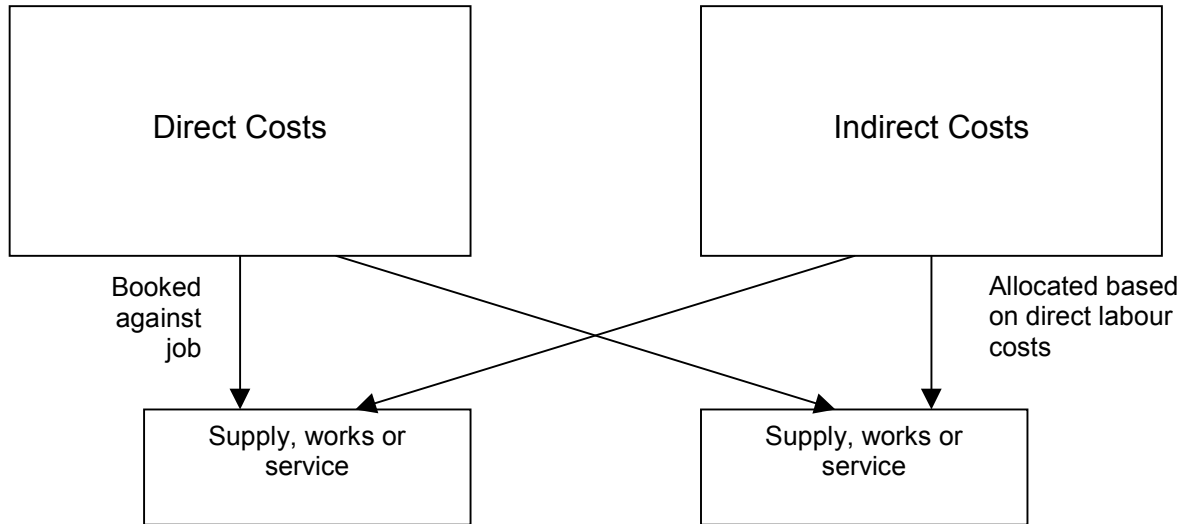 Direct Costs
Indirect Costs
Booked
against
job
Allocated based
on direct labour
costs
Supply, works or
service
Supply, works or
service